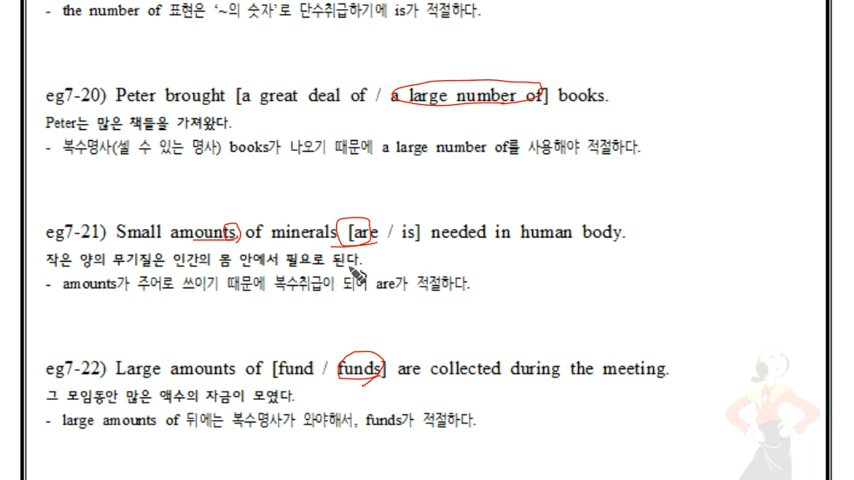 - the number of 표현은 '~의 숫자'로 단수취급하기에 is가 적절하다.
eg7-20) Peter brought [a great deal of / a large number of] books.
Peter는 많은 책들을 가져왔다.
- 복수명사(셀 수 있는 명사) books가 나오기 때문에 a large number of를 사용해야 적절하다.
eg7-21) Small amounts of minerals [are / is] needed in human body.
작은 양의 무기질은 인간의 몸 안에서 필요로 된다.
- amounts가 주어로 쓰이기 때문에 복수취급이 되어 are가 적절하다.
eg7-22) Large amounts of [fund / funds] are collected during the meeting.
그 모임동안 많은 액수의 자금이 모였다.
- large amounts of 뒤에는 복수명사가 와야해서, funds가 적절하다.